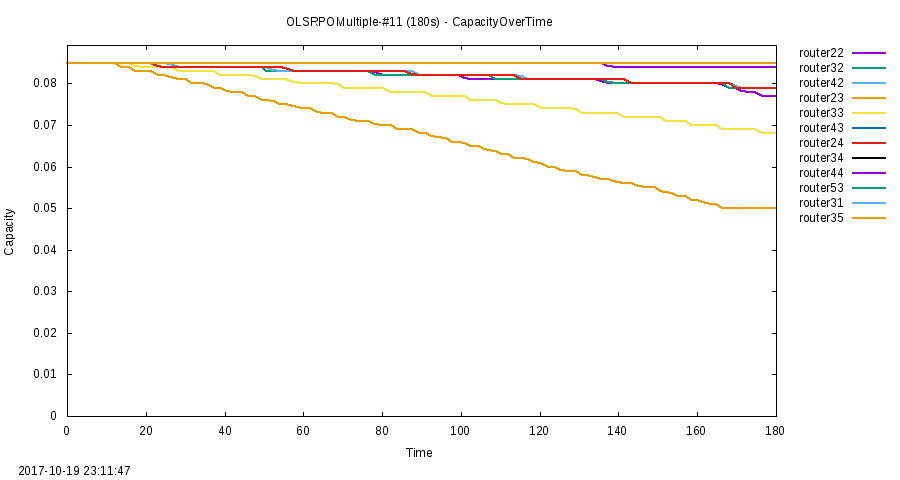 OLSRPOMultiple-#11 (180s) - CapacityOverTime
router22
router32
router42
router23
router33
router43
router24
router34
router44
router53
router31
router35
0.08
0.07
0.06
0.05
0.04
0.03
0.02
0.01
0
Capacity
0 20 40 60 80 100 120 140 160 180
Time
2017-10-19 23:11:47